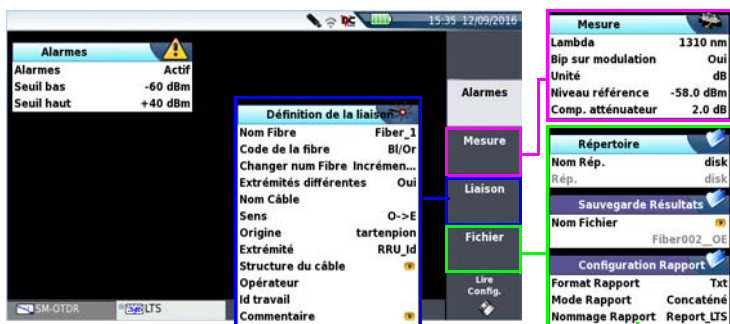 15:35 12/09/2016
Alarmes
Alarmes Actif
Seuil bas -60 dBm
Seuil haut +40 dBm
Définition de la liaison
Nom Fibre Fiber_1
Code de la fibre Bl/Or
Changer num Fibre Incrémen...
Extrémités différentes Oui
Nom Câble
Sens O->E
Origine tartenpion
Extrémité RRU_Id
Structure du câble
Opérateur
Id travail
Commentaire
Alarmes
Mesure
Liaison
Fichier
Lire
Config.
SM-OTDR
LTS
Mesure
Lambda 1310 nm
Bip sur modulation Oui
Unité dB
Niveau référence -58.0 dBm
Comp. atténuateur 2.0 dB
Répertoire
Nom Rép. disk
Rép. disk
Sauvegarde Résultats
Nom Fichier
Fiber002__OE
Configuration Rapport
Format Rapport Txt
Mode Rapport Concaténé
Nommage Rapport Report_LTS